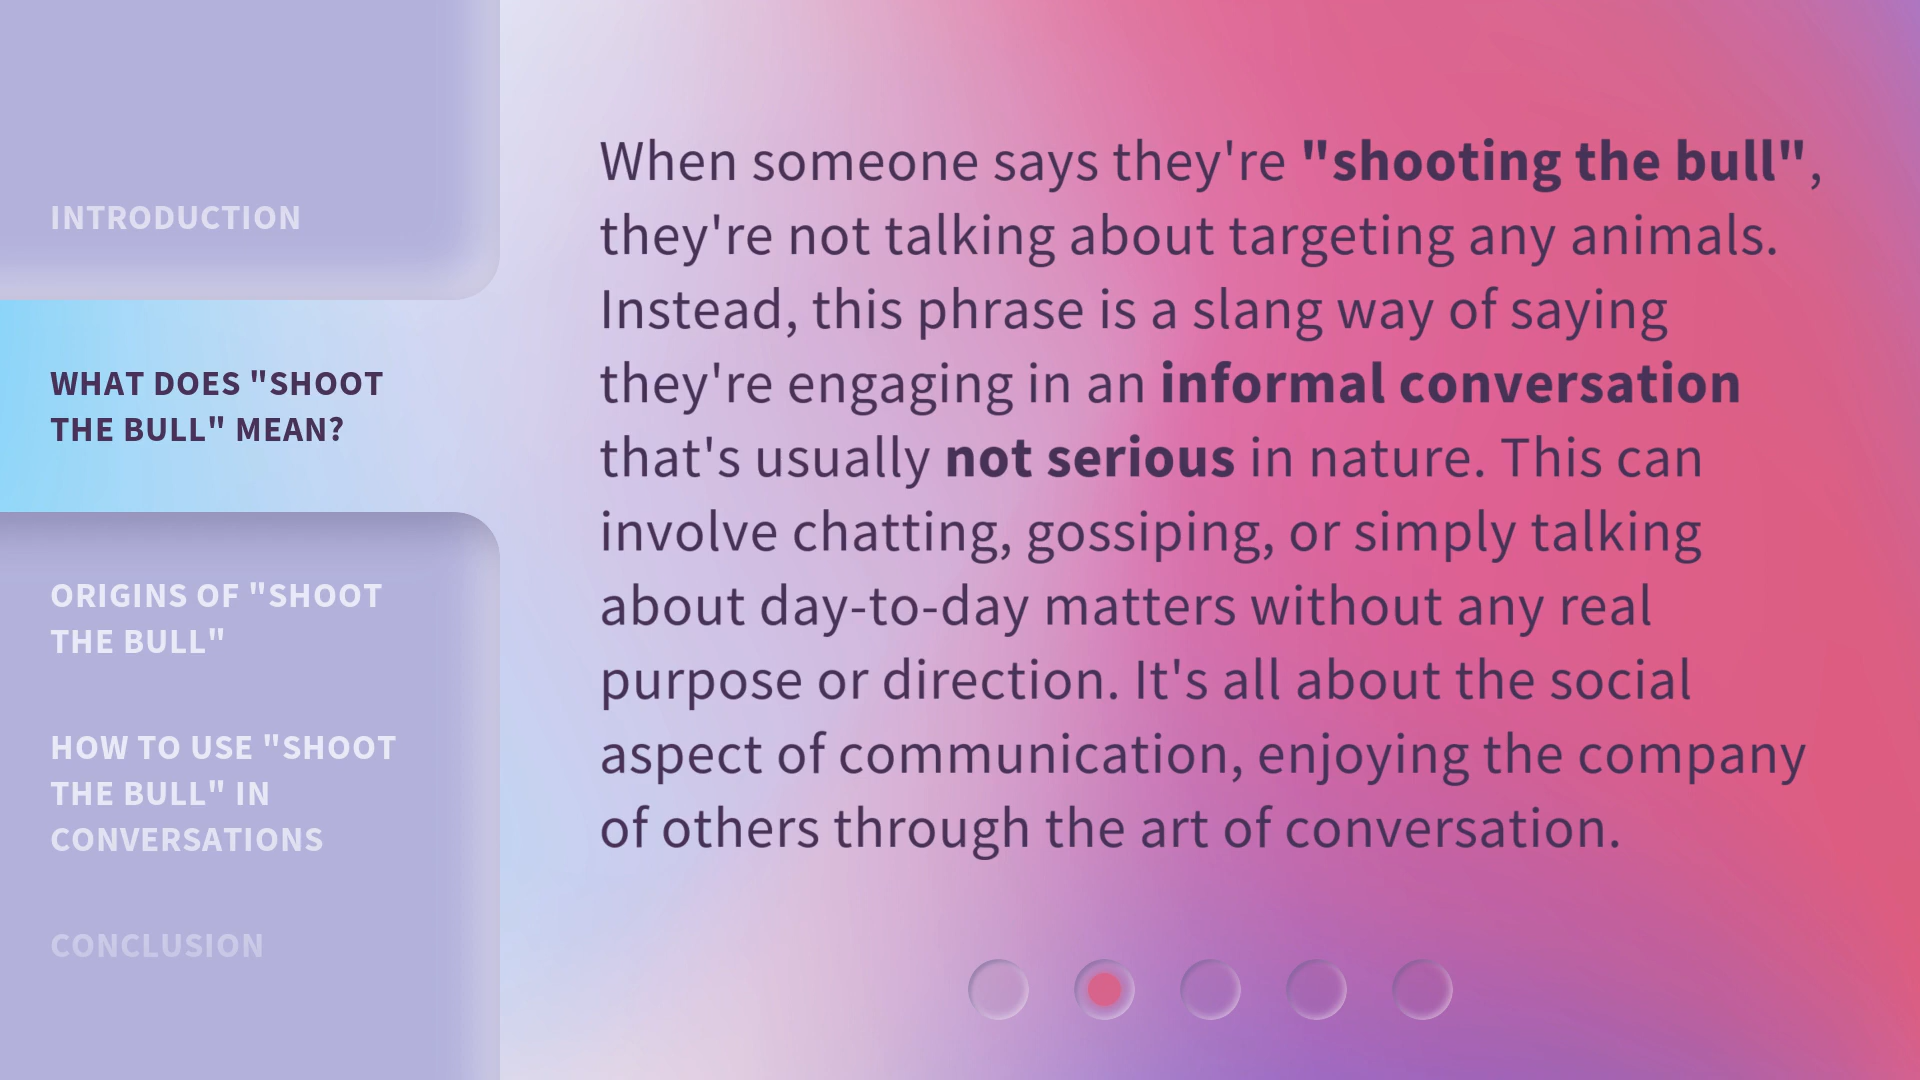 INTRODUCTION
WHAT DOES "SHOOT
THE BULL" MEAN?
ORIGINS OF "SHOOT
THE BULL"
HOW TO USE "SHOOT
THE BULL" IN
CONVERSATIONS
CONCLUSION
When someone says they're "shooting the bull",
they're not talking about targeting any animals.
Instead, this phrase is a slang way of saying
they're engaging in an informal conversation
that's usually not serious in nature. This can
involve chatting, gossiping, or simply talking
about day-to-day matters without any real
purpose or direction. It's all about the social
aspect of communication, enjoying the company
of others through the art of conversation.